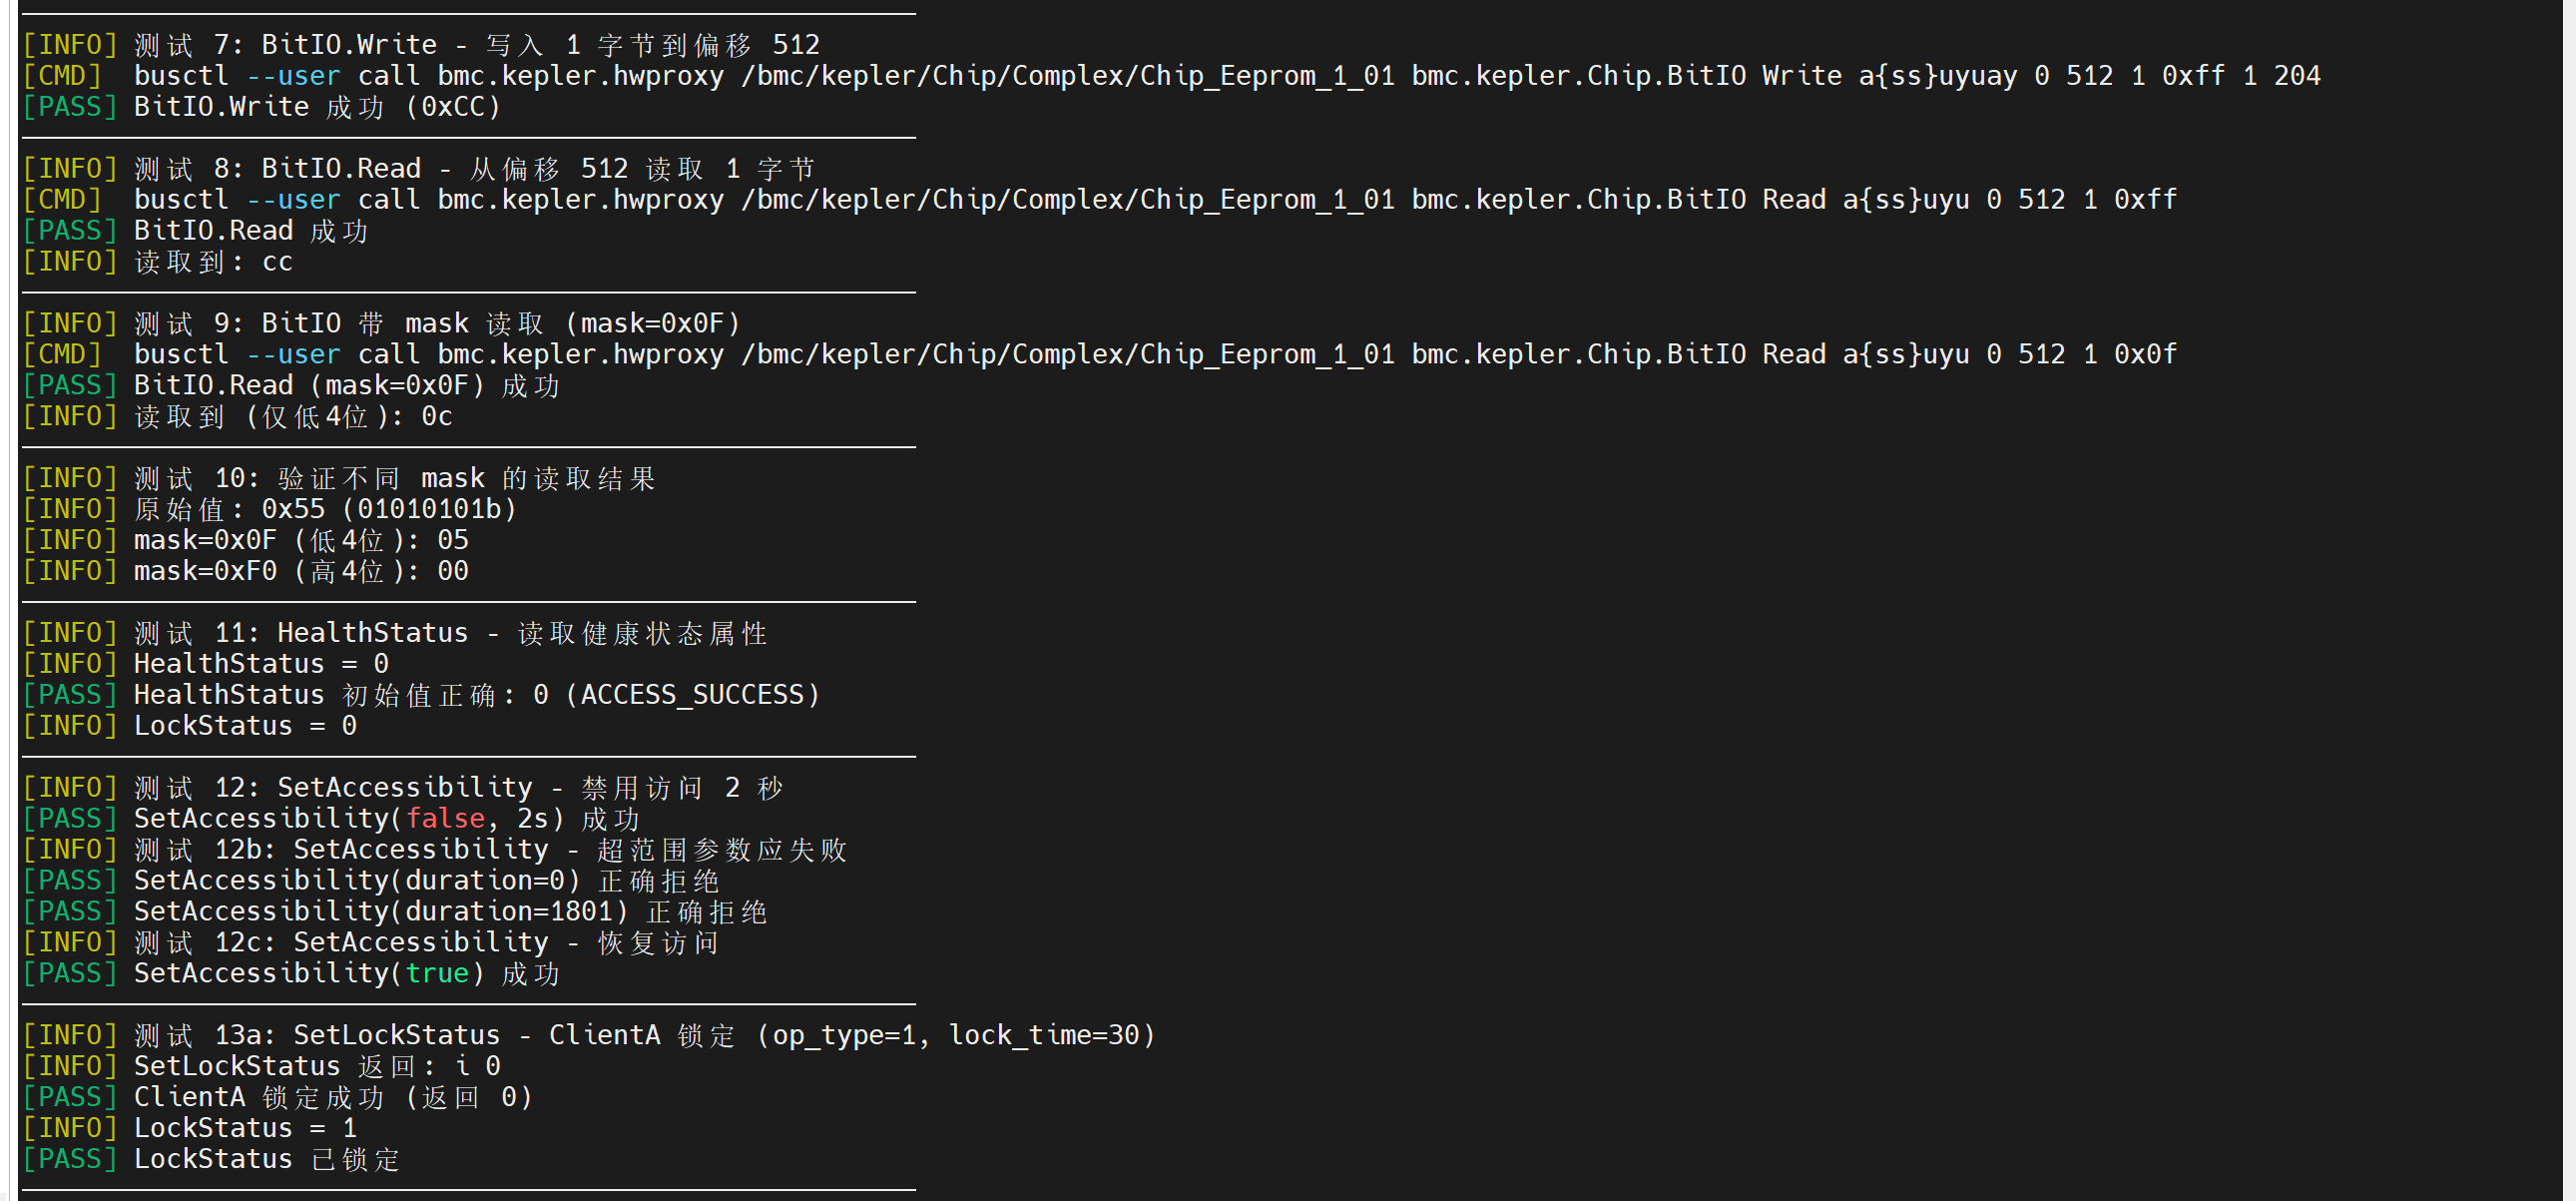 [INFO] 测试 7: BitIO.Write - 写入 1 字节到偏移 512
[CMD]  busctl --user call bmc.kepler.hwproxy /bmc/kepler/Chip/Complex/Chip_Eeprom_1_01 bmc.kepler.Chip.BitIO Write a{ss}uyuay 0 512 1 0xff 1 204
[PASS] BitIO.Write 成功 (0xCC)
[INFO] 测试 8: BitIO.Read - 从偏移 512 读取 1 字节
[CMD]  busctl --user call bmc.kepler.hwproxy /bmc/kepler/Chip/Complex/Chip_Eeprom_1_01 bmc.kepler.Chip.BitIO Read a{ss}uyu 0 512 1 0xff
[PASS] BitIO.Read 成功
[INFO] 读取到: cc
[INFO] 测试 9: BitIO 带 mask 读取 (mask=0x0F)
[CMD]  busctl --user call bmc.kepler.hwproxy /bmc/kepler/Chip/Complex/Chip_Eeprom_1_01 bmc.kepler.Chip.BitIO Read a{ss}uyu 0 512 1 0x0f
[PASS] BitIO.Read (mask=0x0F) 成功
[INFO] 读取到 (仅低4位): 0c
[INFO] 测试 10: 验证不同 mask 的读取结果
[INFO] 原始值: 0x55 (01010101b)
[INFO] mask=0x0F (低4位): 05
[INFO] mask=0xF0 (高4位): 00
[INFO] 测试 11: HealthStatus - 读取健康状态属性
[INFO] HealthStatus = 0
[PASS] HealthStatus 初始值正确: 0 (ACCESS_SUCCESS)
[INFO] LockStatus = 0
[INFO] 测试 12: SetAccessibility - 禁用访问 2 秒
[PASS] SetAccessibility(false, 2s) 成功
[INFO] 测试 12b: SetAccessibility - 超范围参数应失败
[PASS] SetAccessibility(duration=0) 正确拒绝
[PASS] SetAccessibility(duration=1801) 正确拒绝
[INFO] 测试 12c: SetAccessibility - 恢复访问
[PASS] SetAccessibility(true) 成功
[INFO] 测试 13a: SetLockStatus - ClientA 锁定 (op_type=1, lock_time=30)
[INFO] SetLockStatus 返回: i 0
[PASS] ClientA 锁定成功 (返回 0)
[INFO] LockStatus = 1
[PASS] LockStatus 已锁定